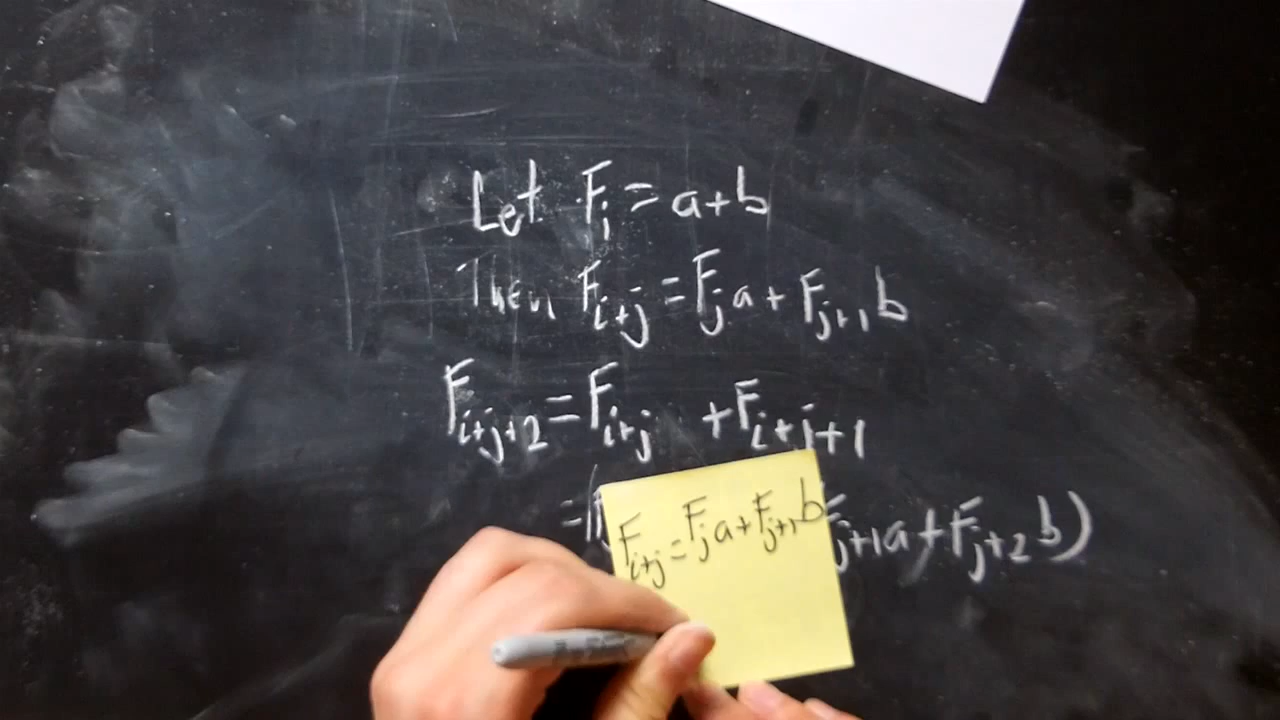 Let F_i = a+b
Then F_{i+j} = F_j a + F_{j+1} b
F_{i+j+2} = F_{i+j} + F_{i+j+1}
= (F_{j+1}a + F_{j+2} b)
F_{i+j} = F_j a + F_{j+1} b